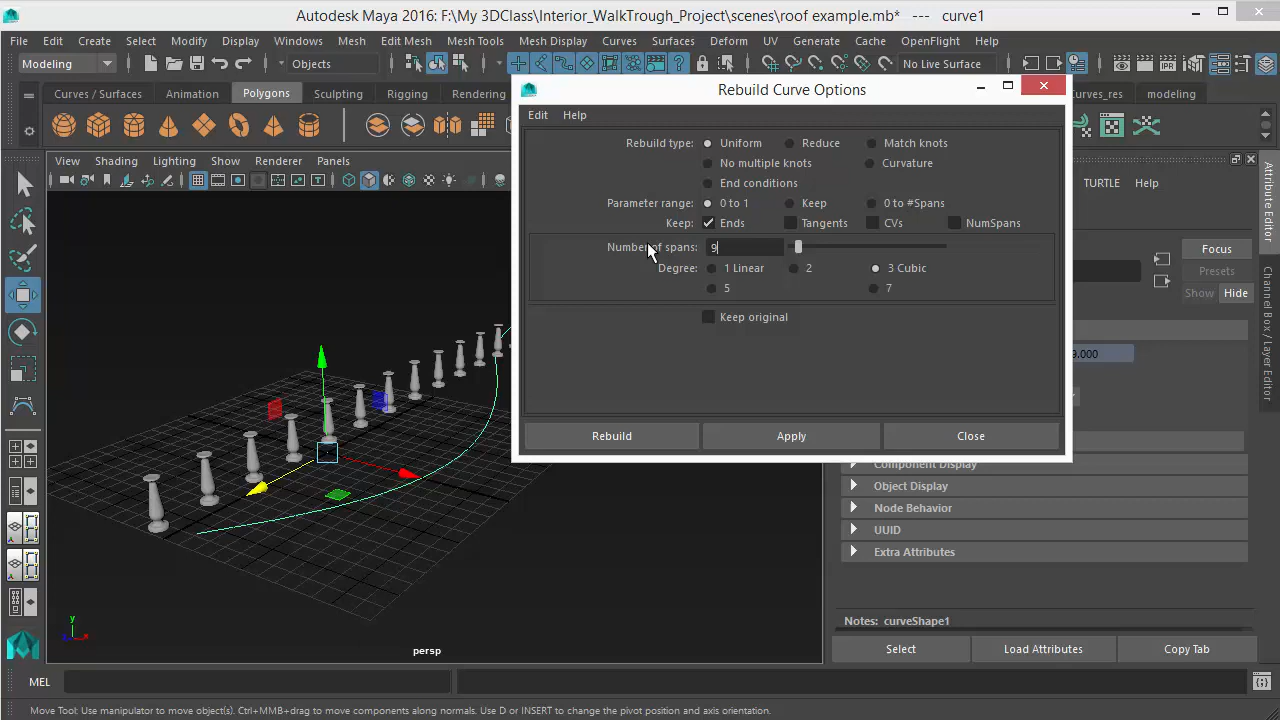 Autodesk Maya 2016: F:\My 3DClass\Interior_WalkTrough_Project\scenes\roof example.mb* --- curve1
File Edit Create Select Modify Display Windows Mesh Edit Mesh Mesh Tools Mesh Display Curves Surfaces Deform UV Generate Cache OpenFlight Help
Modeling Objects No Live Surface
Curves / Surfaces Animation Polygons Sculpting Rigging Rendering Curves_res modeling
Rebuild Curve Options
Edit Help
View Shading Lighting Show Renderer Panels
Rebuild type: Uniform Reduce Match knots
No multiple knots Curvature
End conditions
Parameter range: 0 to 1 Keep 0 to #Spans
Keep: Ends Tangents CVs NumSpans
Number of spans: 9
Degree: 1 Linear 2 3 Cubic
5 7
Keep original
Rebuild Apply Close
TURTLE Help
Focus
Presets
Show Hide
9.000
Component Display
Object Display
Node Behavior
UUID
Extra Attributes
Notes: curveShape1
Select Load Attributes Copy Tab
Attribute Editor
Channel Box / Layer Editor
y
z x
persp
MEL
Move Tool: Use manipulator to move object(s). Ctrl+MMB+drag to move components along normals. Use D or INSERT to change the pivot position and axis orientation.